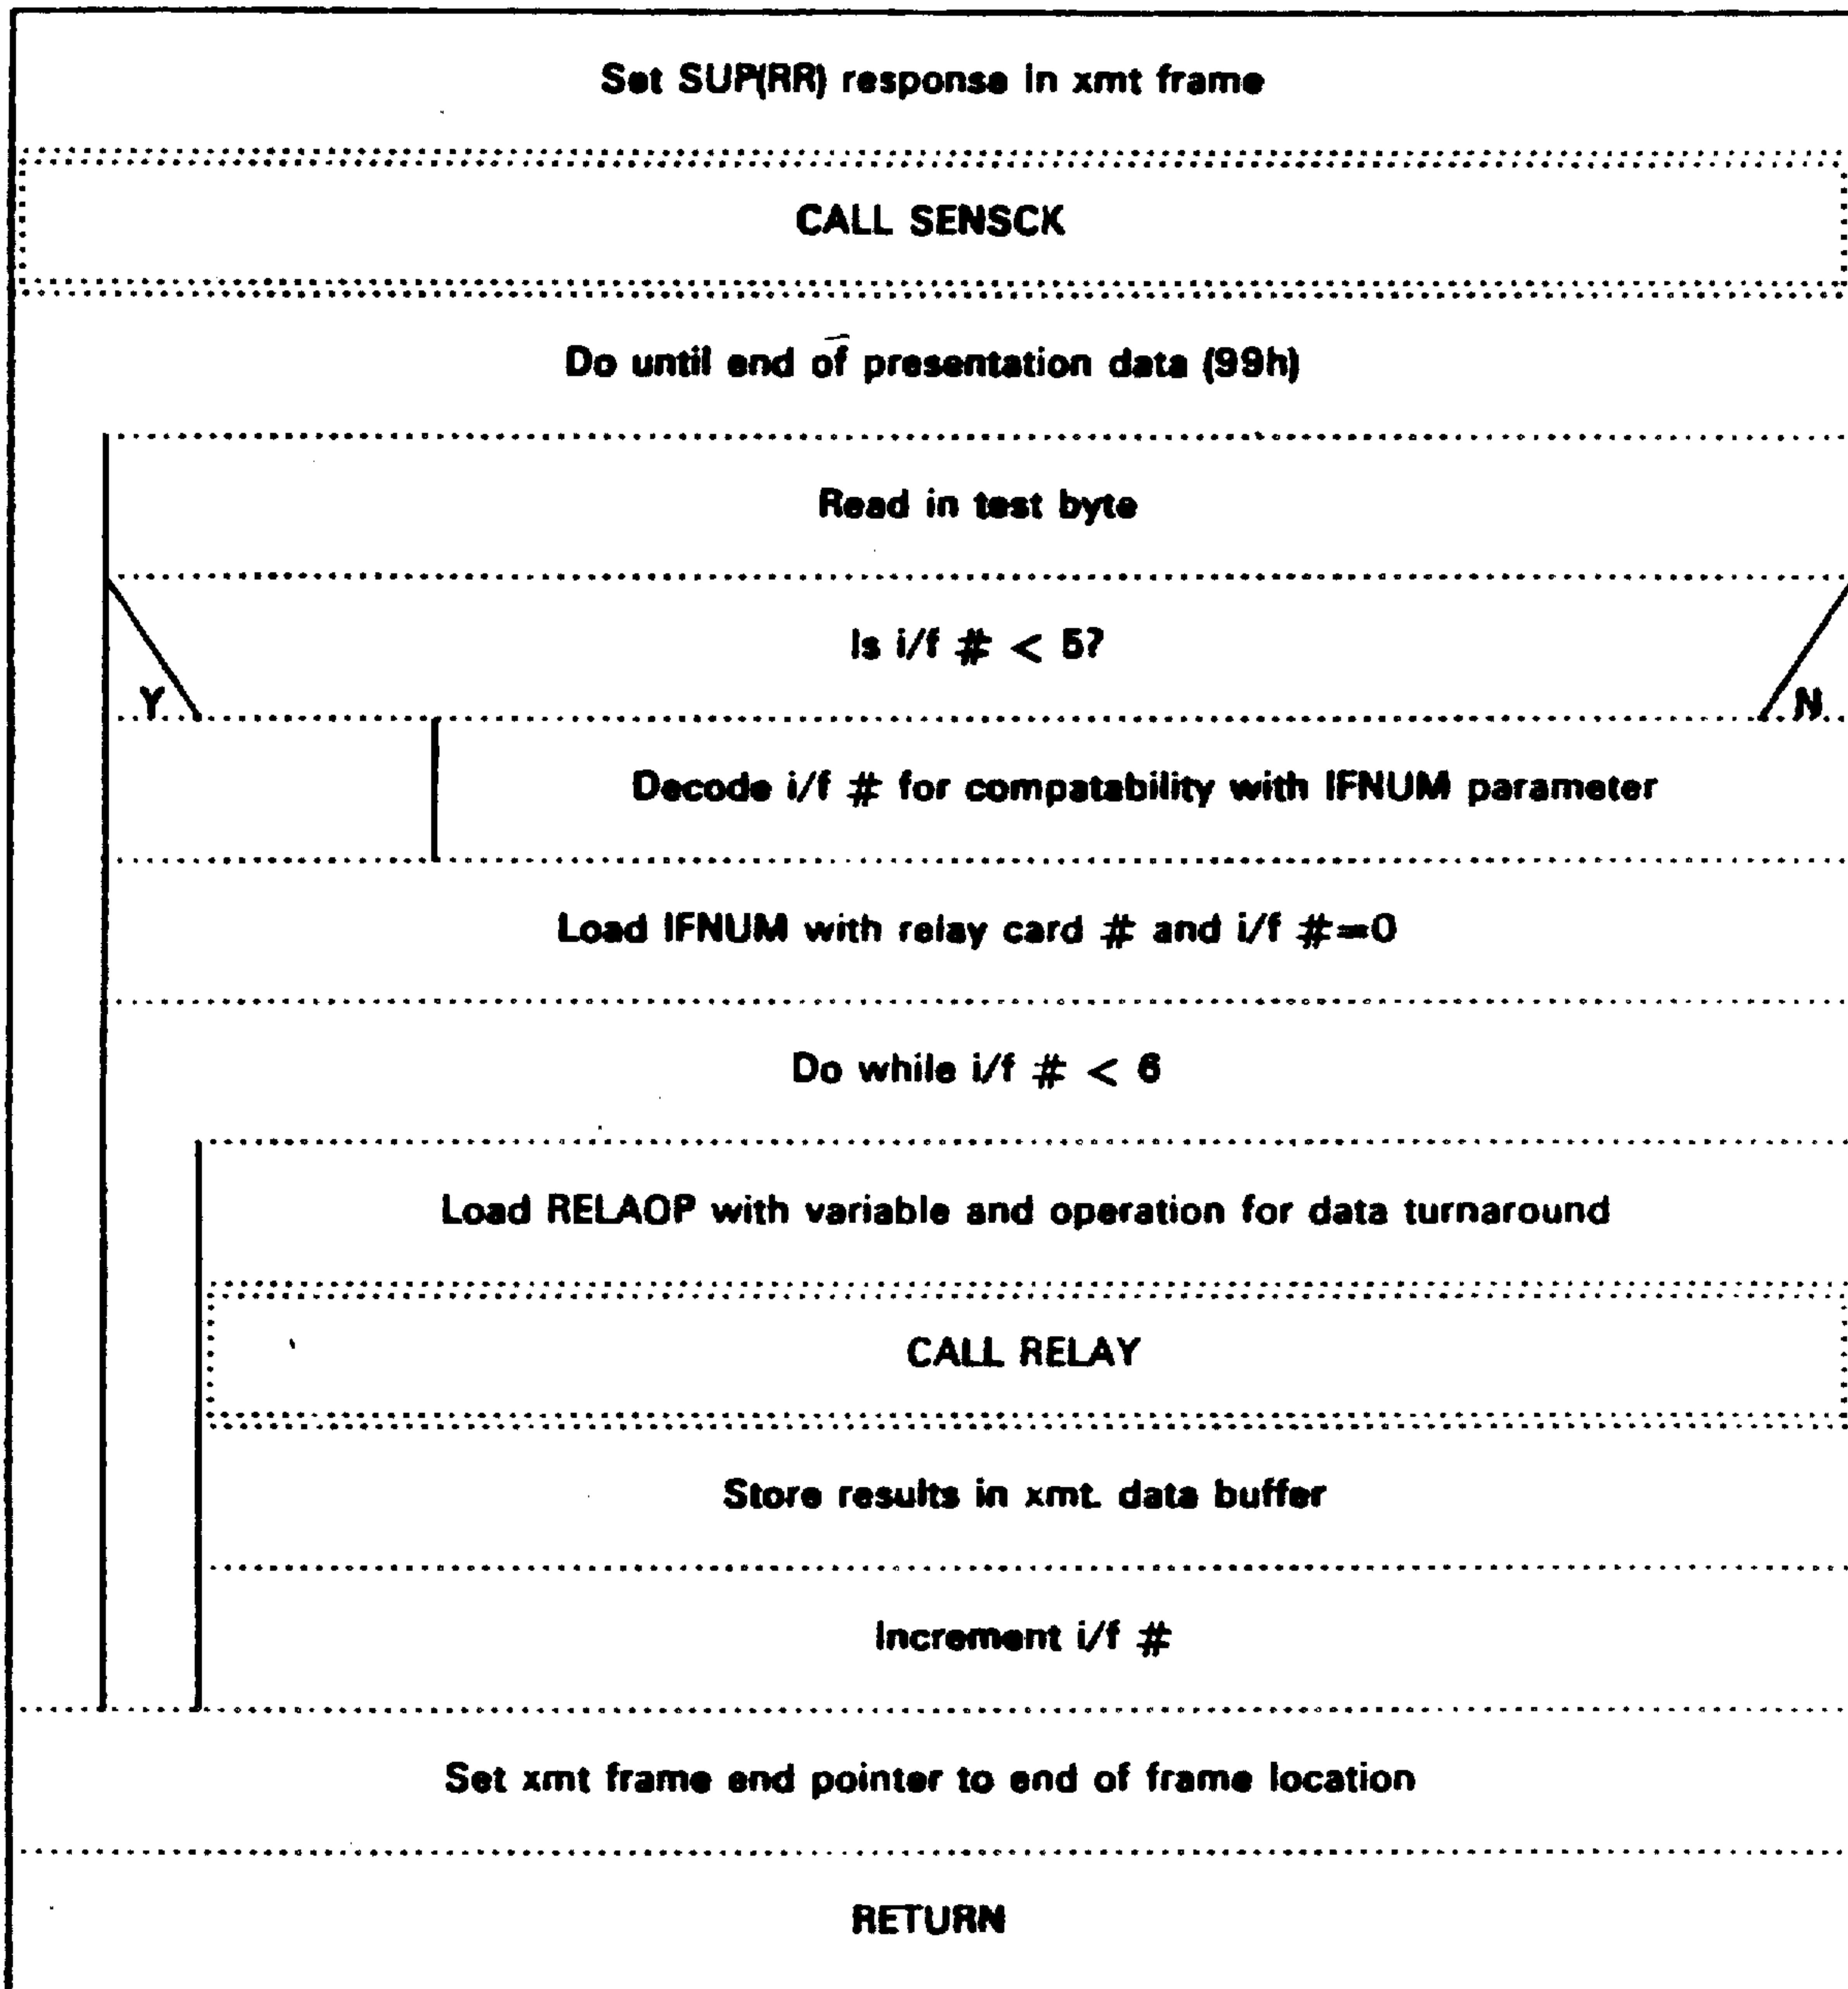 Set SUP(RR) response in xmt frame
CALL SENSCK
Do until end of presentation data (99h)
Read in test byte
Is i/f # < 5?
Y
N
Decode i/f # for compatability with IFNUM parameter
Load IFNUM with relay card # and i/f #=0
Do while i/f # < 6
Load RELAOP with variable and operation for data turnaround
CALL RELAY
Store results in xmt. data buffer
Increment i/f #
Set xmt frame end pointer to end of frame location
RETURN